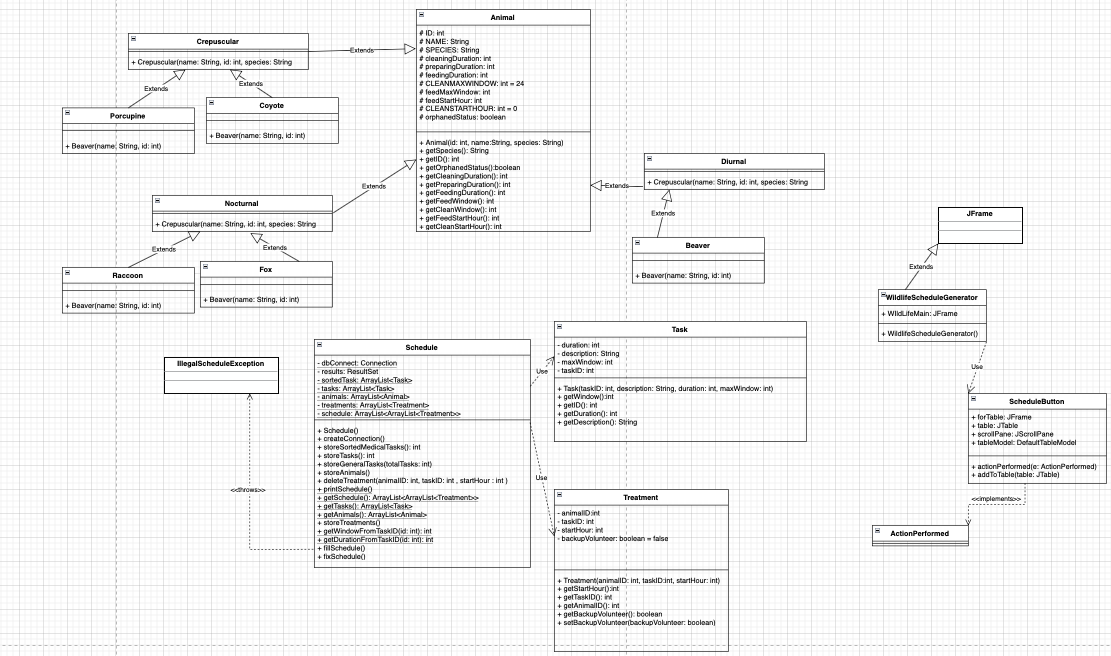 Animal
# ID: int
# NAME: String
# SPECIES: String
# cleaningDuration: int
# preparingDuration: int
# feedingDuration: int
# CLEANMAXWINDOW: int = 24
# feedMaxWindow: int
# feedStartHour: int
# CLEANSTARTHOUR: int = 0
# orphanedStatus: boolean
+ Animal(id: int, name:String, species: String)
+ getSpecies(): String
+ getID(): int
+ getOrphanedStatus():boolean
+ getCleaningDuration(): int
+ getPreparingDuration(): int
+ getFeedingDuration(): int
+ getFeedWindow(): int
+ getCleanWindow(): int
+ getFeedStartHour(): int
+ getCleanStartHour(): int
Crepuscular
+ Crepuscular(name: String, id: int, species: String
Extends
Extends
Extends
Porcupine
+ Beaver(name: String, id: int)
Coyote
+ Beaver(name: String, id: int)
Nocturnal
+ Crepuscular(name: String, id: int, species: String
Extends
Extends
Extends
Raccoon
+ Beaver(name: String, id: int)
Fox
+ Beaver(name: String, id: int)
Diurnal
+ Crepuscular(name: String, id: int, species: String
Extends
Extends
Beaver
+ Beaver(name: String, id: int)
JFrame
Extends
WildlifeScheduleGenerator
+ WildLifeMain: JFrame
+ WildlifeScheduleGenerator()
Use
ScheduleButton
+ forTable: JFrame
+ table: JTable
+ scrollPane: JScrollPane
+ tableModel: DefaultTableModel
+ actionPerformed(e: ActionPerformed)
+ addToTable(table: JTable)
<<implements>>
ActionPerformed
IllegalScheduleException
<<throws>>
Schedule
- dbConnect: Connection
- results: ResultSet
- sortedTask: ArrayList<Task>
- tasks: ArrayList<Task>
- animals: ArrayList<Animal>
- treatments: ArrayList<Treatment>
- schedule: ArrayList<ArrayList<Treatment>>
+ Schedule()
+ createConnection()
+ storeSortedMedicalTasks(): int
+ storeTasks(): int
+ storeGeneralTasks(totalTasks: int)
+ storeAnimals()
+ deleteTreatment(animalID: int, taskID: int , startHour : int )
+ printSchedule()
+ getSchedule(): ArrayList<ArrayList<Treatment>>
+ getTasks(): ArrayList<Task>
+ getAnimals(): ArrayList<Animal>
+ storeTreatments()
+ getWindowFromTaskID(id: int): int
+ getDurationFromTaskID(id: int): int
+ fillSchedule()
+ fixSchedule()
Use
Use
Task
- duration: int
- description: String
- maxWindow: int
- taskID: int
+ Task(taskID: int, description: String, duration: int, maxWindow: int)
+ getWindow():int
+ getID(): int
+ getDuration(): int
+ getDescription(): String
Treatment
- animalID:int
- taskID: int
- startHour: int
- backupVolunteer: boolean = false
+ Treatment(animalID: int, taskID:int, startHour: int)
+ getStartHour():int
+ getTaskID(): int
+ getAnimalID(): int
+ getBackupVolunteer(): boolean
+ setBackupVolunteer(backupVolunteer: boolean)